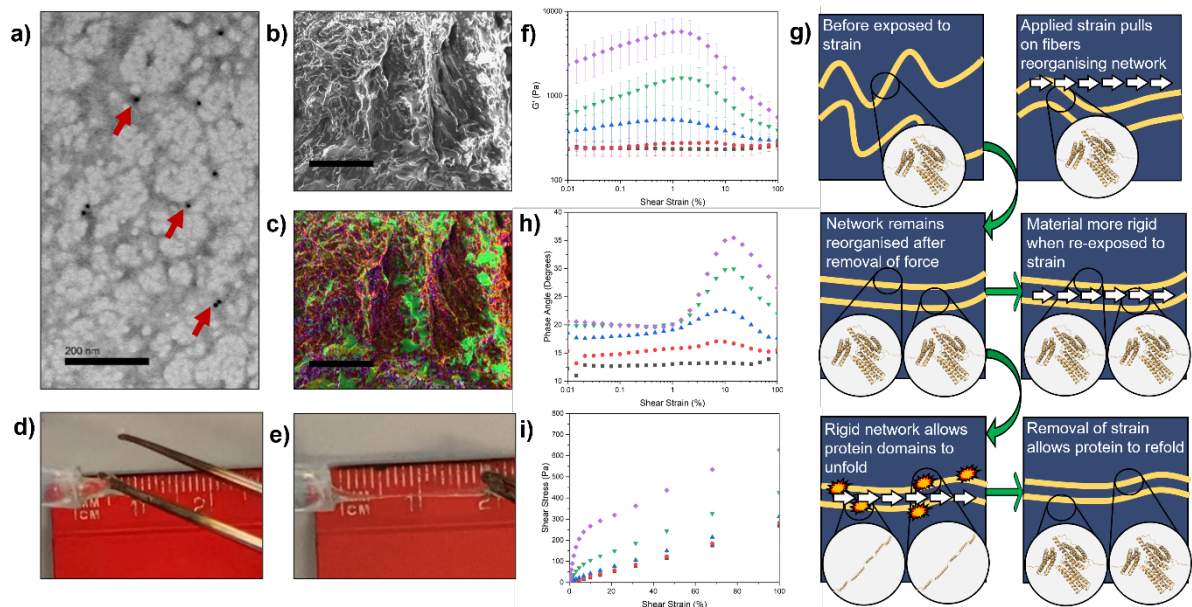 a)
200 nm
b)
c)
d)
MM
CM
1
2
e)
CM
1
2
f)
10000
1000
100
G' (Pa)
0.01
0.1
1
10
100
Shear Strain (%)
h)
40
35
30
25
20
15
10
Phase Angle (Degrees)
0.01
0.1
1
10
100
Shear Strain (%)
i)
800
700
600
500
400
300
200
100
0
Shear Stress (Pa)
0
20
40
60
80
100
Shear Strain (%)
g)
Before exposed to
strain
Applied strain pulls
on fibers
reorganising network
Network remains
reorganised after
removal of force
Material more rigid
when re-exposed to
strain
Rigid network allows
protein domains to
unfold
Removal of strain
allows protein to refold